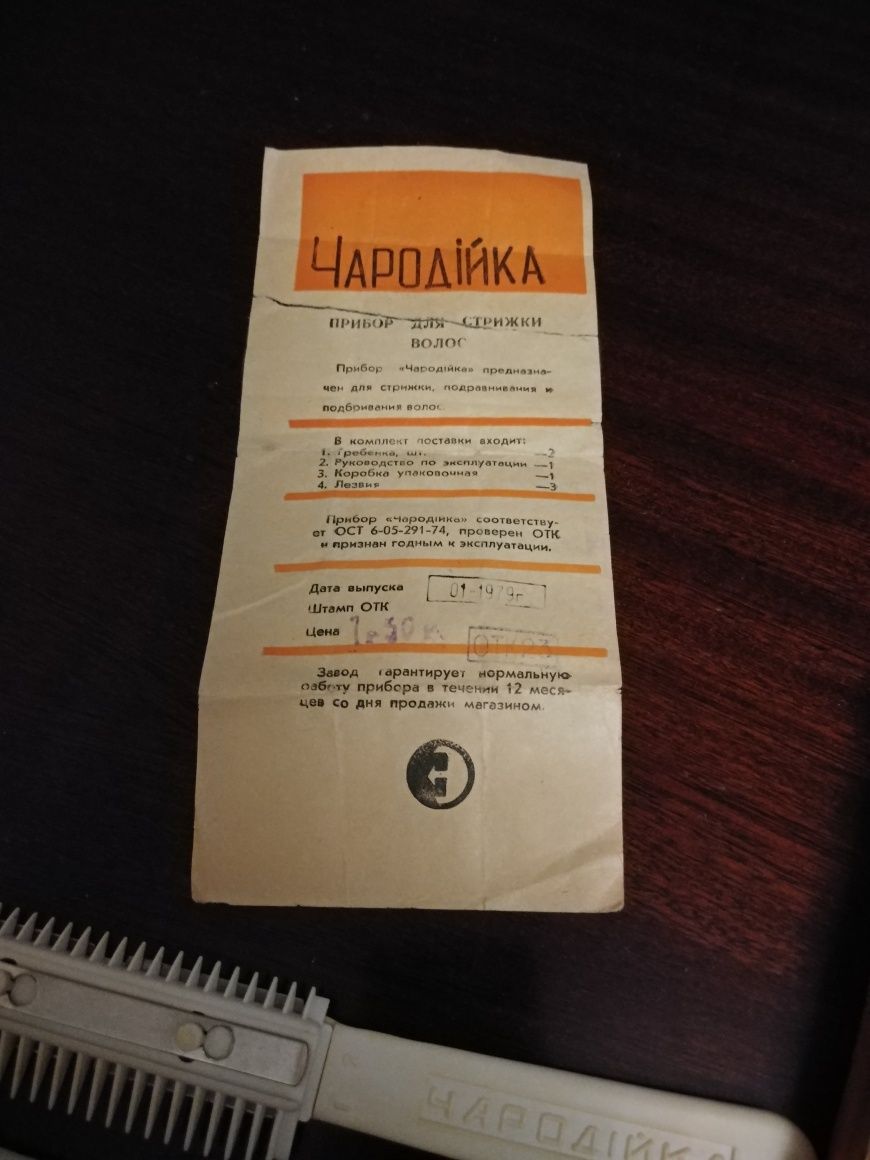 ЧАРОДІЙКА
ПРИБОР ДЛЯ СТРИЖКИ
ВОЛОС
Прибор «Чародійка» предназна-
чен для стрижки, подравнивания и
подбривания волос.
В комплект поставки входит:
1. Гребенка, шт. —2
2. Руководство по эксплуатации —1
3. Коробка упаковочная —1
4. Лезвия —3
Прибор «Чародійка» соответству-
ет ОСТ 6-05-291-74, проверен ОТК
и признан годным к эксплуатации.
Дата выпуска 01-1979г
Штамп ОТК
Цена
Завод гарантирует нормальную
работу прибора в течении 12 меся-
цев со дня продажи магазином.
ЧАРОДІЙКА